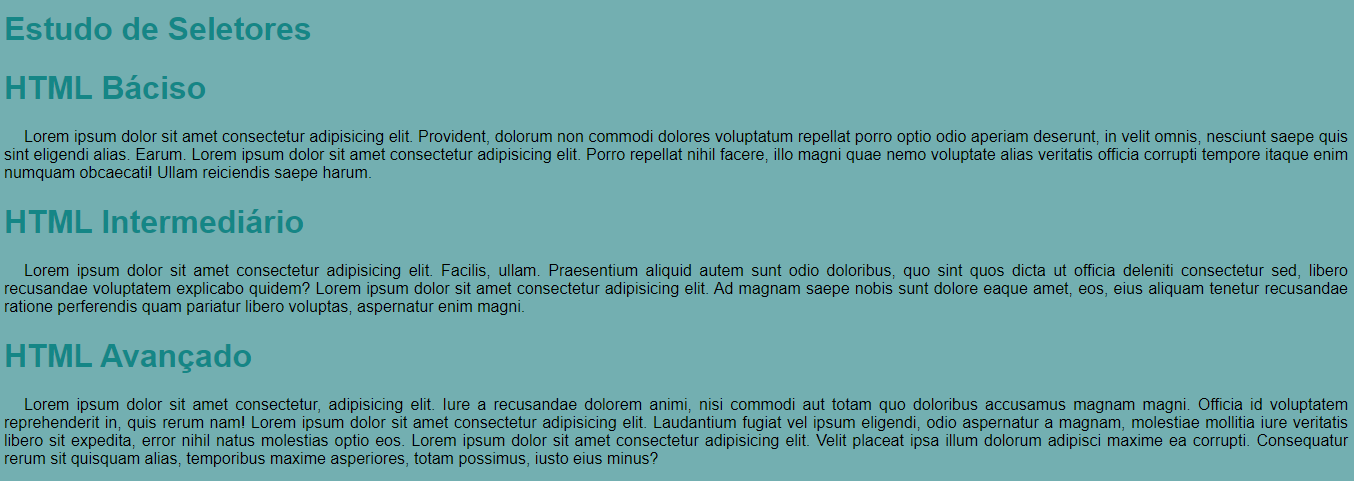 Estudo de Seletores
HTML Báciso
Lorem ipsum dolor sit amet consectetur adipisicing elit. Provident, dolorum non commodi dolores voluptatum repellat porro optio odio aperiam deserunt, in velit omnis, nesciunt saepe quis
sint eligendi alias. Earum. Lorem ipsum dolor sit amet consectetur adipisicing elit. Porro repellat nihil facere, illo magni quae nemo voluptate alias veritatis officia corrupti tempore itaque enim
numquam obcaecati! Ullam reiciendis saepe harum.
HTML Intermediário
Lorem ipsum dolor sit amet consectetur adipisicing elit. Facilis, ullam. Praesentium aliquid autem sunt odio doloribus, quo sint quos dicta ut officia deleniti consectetur sed, libero
recusandae voluptatem explicabo quidem? Lorem ipsum dolor sit amet consectetur adipisicing elit. Ad magnam saepe nobis sunt dolore eaque amet, eos, eius aliquam tenetur recusandae
ratione perferendis quam pariatur libero voluptas, aspernatur enim magni.
HTML Avançado
Lorem ipsum dolor sit amet consectetur, adipisicing elit. Iure a recusandae dolorem animi, nisi commodi aut totam quo doloribus accusamus magnam magni. Officia id voluptatem
reprehenderit in, quis rerum nam! Lorem ipsum dolor sit amet consectetur adipisicing elit. Laudantium fugiat vel ipsum eligendi, odio aspernatur a magnam, molestiae mollitia iure veritatis
libero sit expedita, error nihil natus molestias optio eos. Lorem ipsum dolor sit amet consectetur adipisicing elit. Velit placeat ipsa illum dolorum adipisci maxime ea corrupti. Consequatur
rerum sit quisquam alias, temporibus maxime asperiores, totam possimus, iusto eius minus?